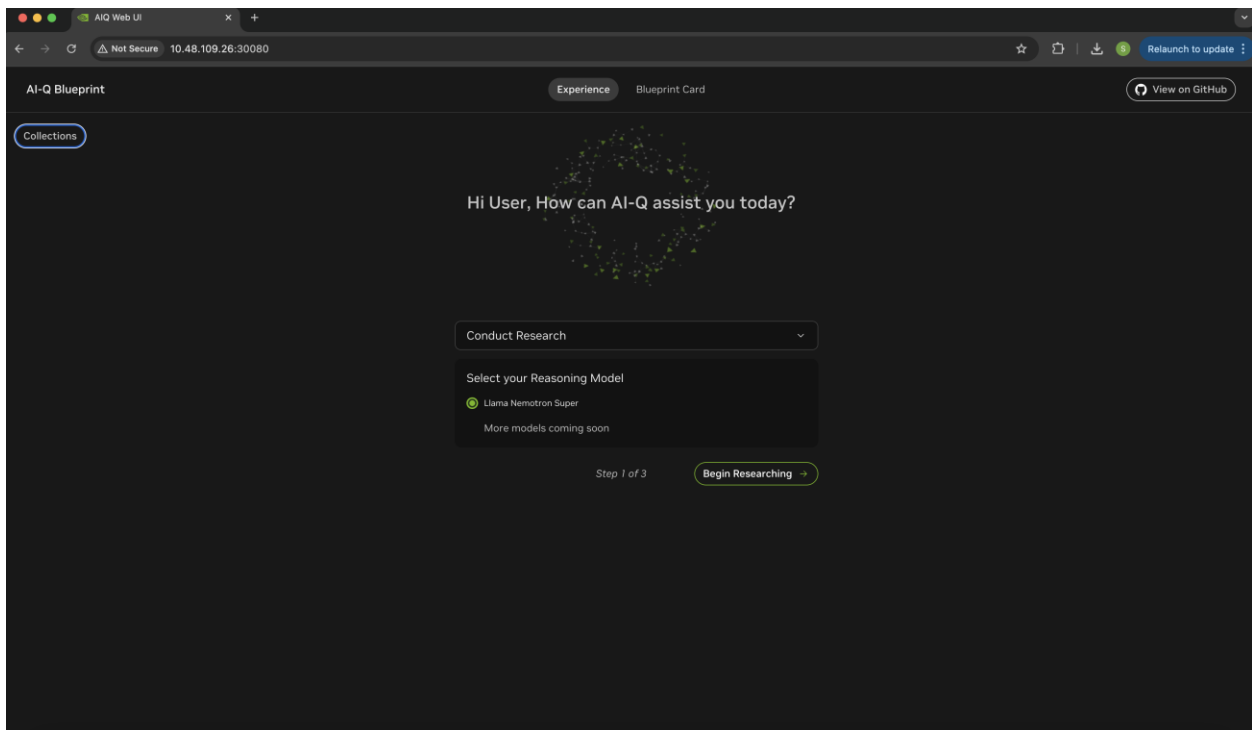 AIQ Web UI
Not Secure 10.48.109.26:30080
S
Relaunch to update
AI-Q Blueprint
Experience
Blueprint Card
View on GitHub
Collections
Hi User, How can AI-Q assist you today?
Conduct Research
Select your Reasoning Model
Llama Nemotron Super
More models coming soon
Step 1 of 3
Begin Researching →